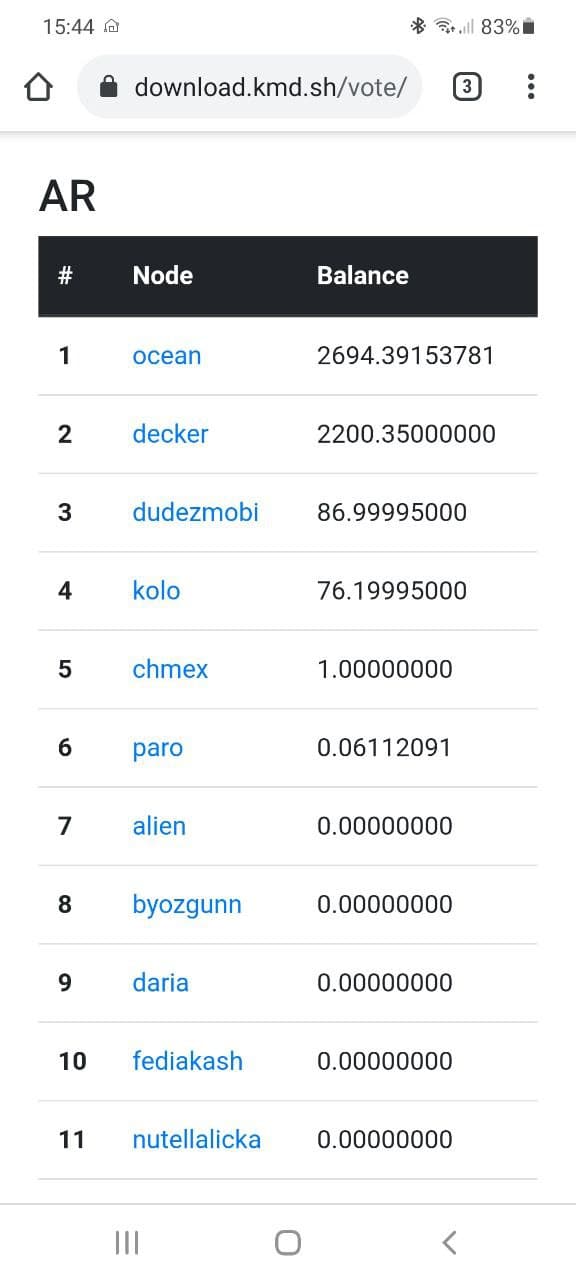 15:44 83%
download.kmd.sh/vote/ 3
AR
# Node Balance
1 ocean 2694.39153781
2 decker 2200.35000000
3 dudezmobi 86.99995000
4 kolo 76.19995000
5 chmex 1.00000000
6 paro 0.06112091
7 alien 0.00000000
8 byozgunn 0.00000000
9 daria 0.00000000
10 fediakash 0.00000000
11 nutellalicka 0.00000000